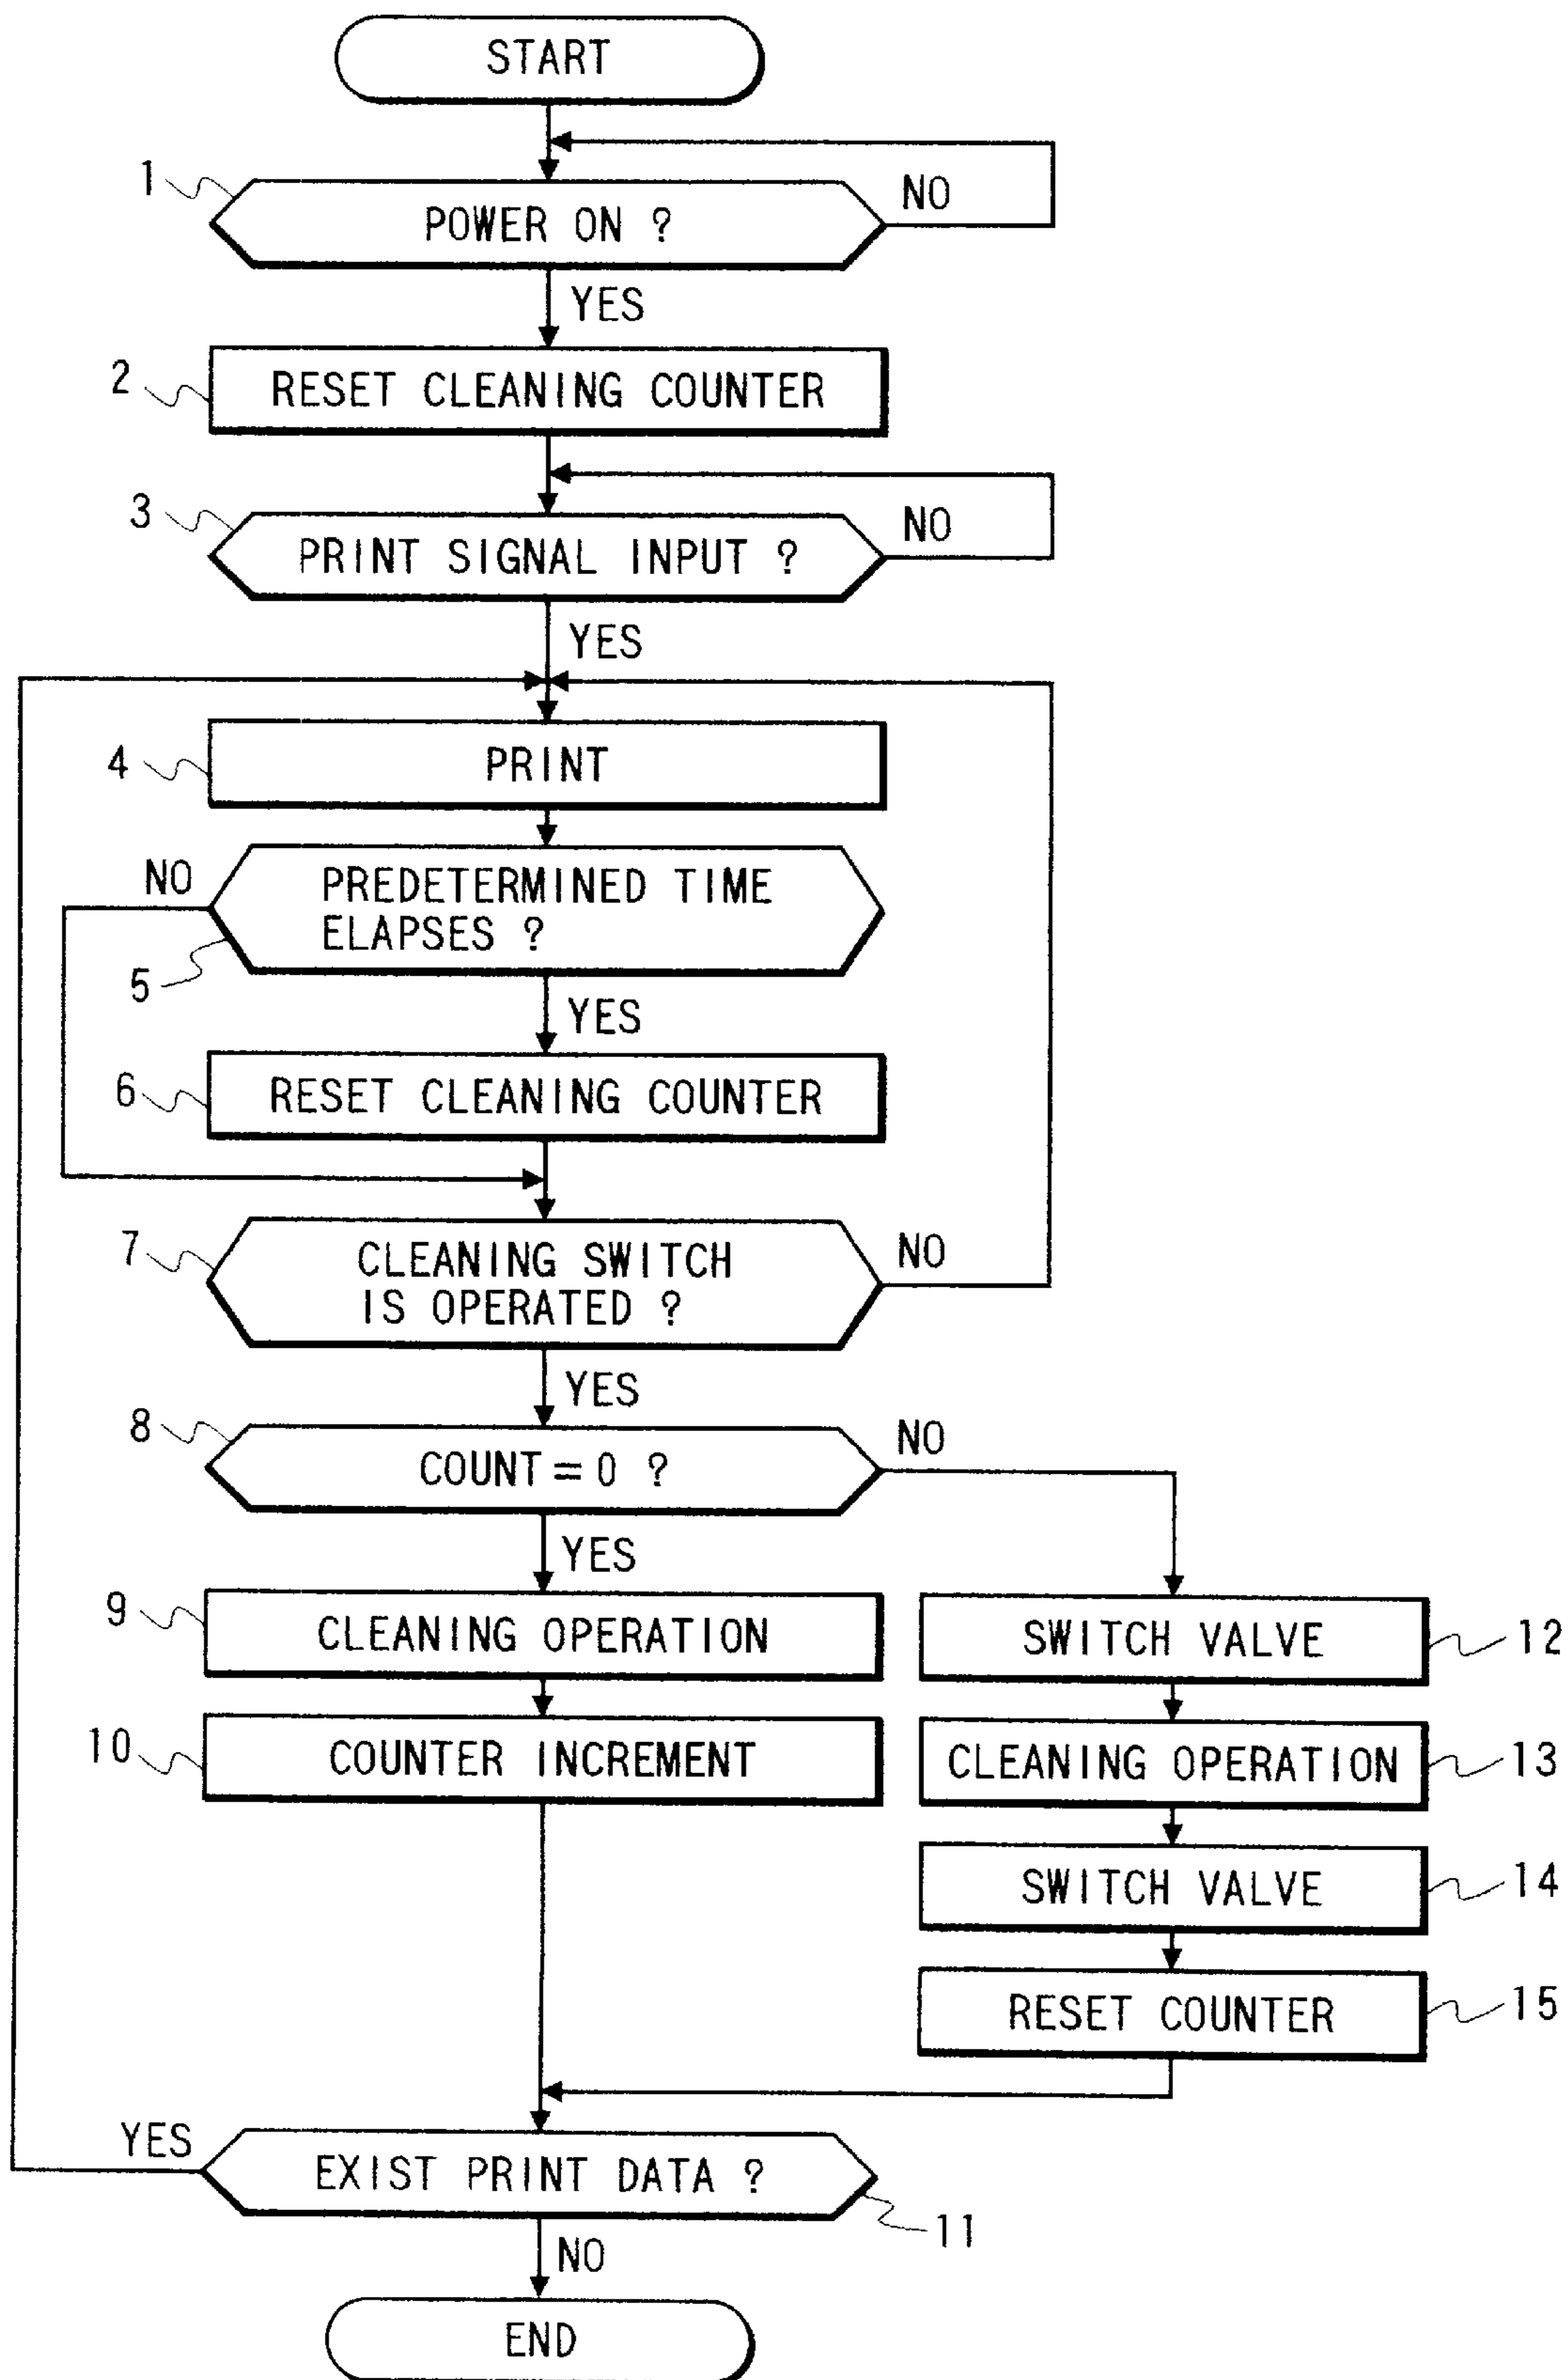 START
1
POWER ON ?
NO
YES
2
RESET CLEANING COUNTER
3
PRINT SIGNAL INPUT ?
NO
YES
4
PRINT
NO
PREDETERMINED TIME
ELAPSES ?
5
YES
6
RESET CLEANING COUNTER
7
CLEANING SWITCH
IS OPERATED ?
NO
YES
8
COUNT = 0 ?
NO
YES
9
CLEANING OPERATION
SWITCH VALVE
12
10
COUNTER INCREMENT
CLEANING OPERATION
13
SWITCH VALVE
14
RESET COUNTER
15
YES
EXIST PRINT DATA ?
11
NO
END